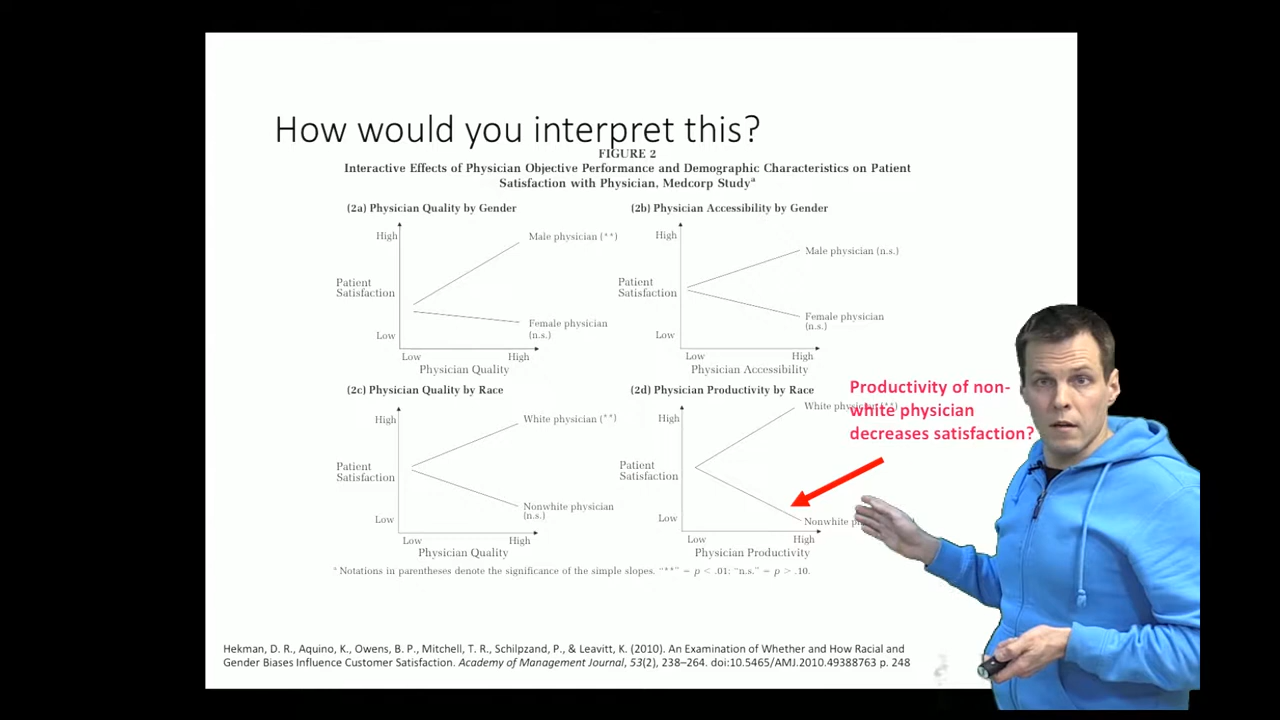 How would you interpret this?
FIGURE 2
Interactive Effects of Physician Objective Performance and Demographic Characteristics on Patient
Satisfaction with Physician, Medcorp Studyª
(2a) Physician Quality by Gender
High
Male physician (**)
Patient
Satisfaction
Female physician
(n.s.)
Low
Low
High
Physician Quality
(2b) Physician Accessibility by Gender
High
Male physician (n.s.)
Patient
Satisfaction
Female physician
(n.s.)
Low
Low
High
Physician Accessibility
(2c) Physician Quality by Race
High
White physician (**)
Patient
Satisfaction
Nonwhite physician
(n.s.)
Low
Low
High
Physician Quality
(2d) Physician Productivity by Race
High
White
Patient
Satisfaction
Nonwhite
Low
Low
High
Physician Productivity
Productivity of non-
white physician
decreases satisfaction?
ª Notations in parentheses denote the significance of the simple slopes. "**" = p < .01; "n.s." = p > .10.
Hekman, D. R., Aquino, K., Owens, B. P., Mitchell, T. R., Schilpzand, P., & Leavitt, K. (2010). An Examination of Whether and How Racial and
Gender Biases Influence Customer Satisfaction. Academy of Management Journal, 53(2), 238–264. doi:10.5465/AMJ.2010.49388763 p. 248